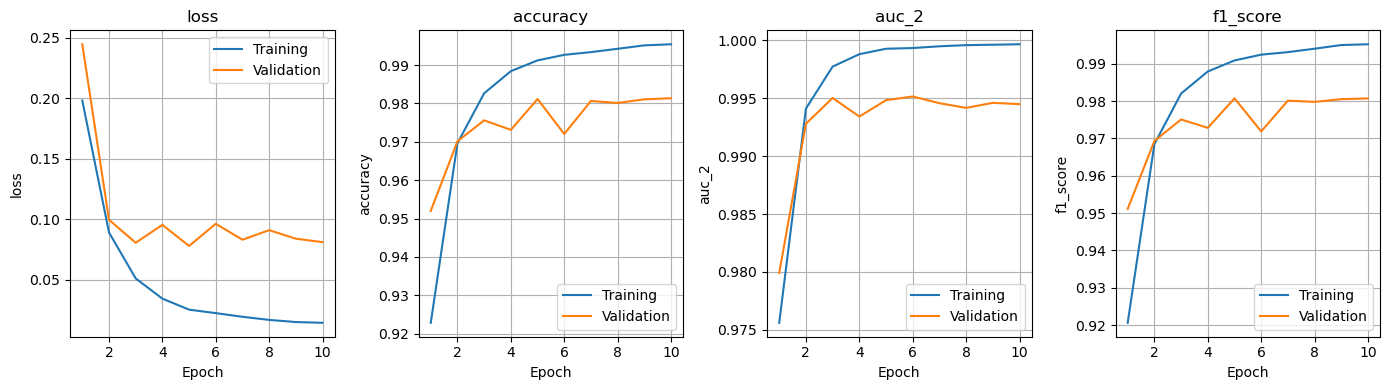 loss
0.25
0.20
0.15
0.10
0.05
loss
Training
Validation
2 4 6 8 10
Epoch
accuracy
0.99
0.98
0.97
0.96
0.95
0.94
0.93
0.92
accuracy
Training
Validation
2 4 6 8 10
Epoch
auc_2
1.000
0.995
0.990
0.985
0.980
0.975
auc_2
Training
Validation
2 4 6 8 10
Epoch
f1_score
0.99
0.98
0.97
0.96
0.95
0.94
0.93
0.92
f1_score
Training
Validation
2 4 6 8 10
Epoch